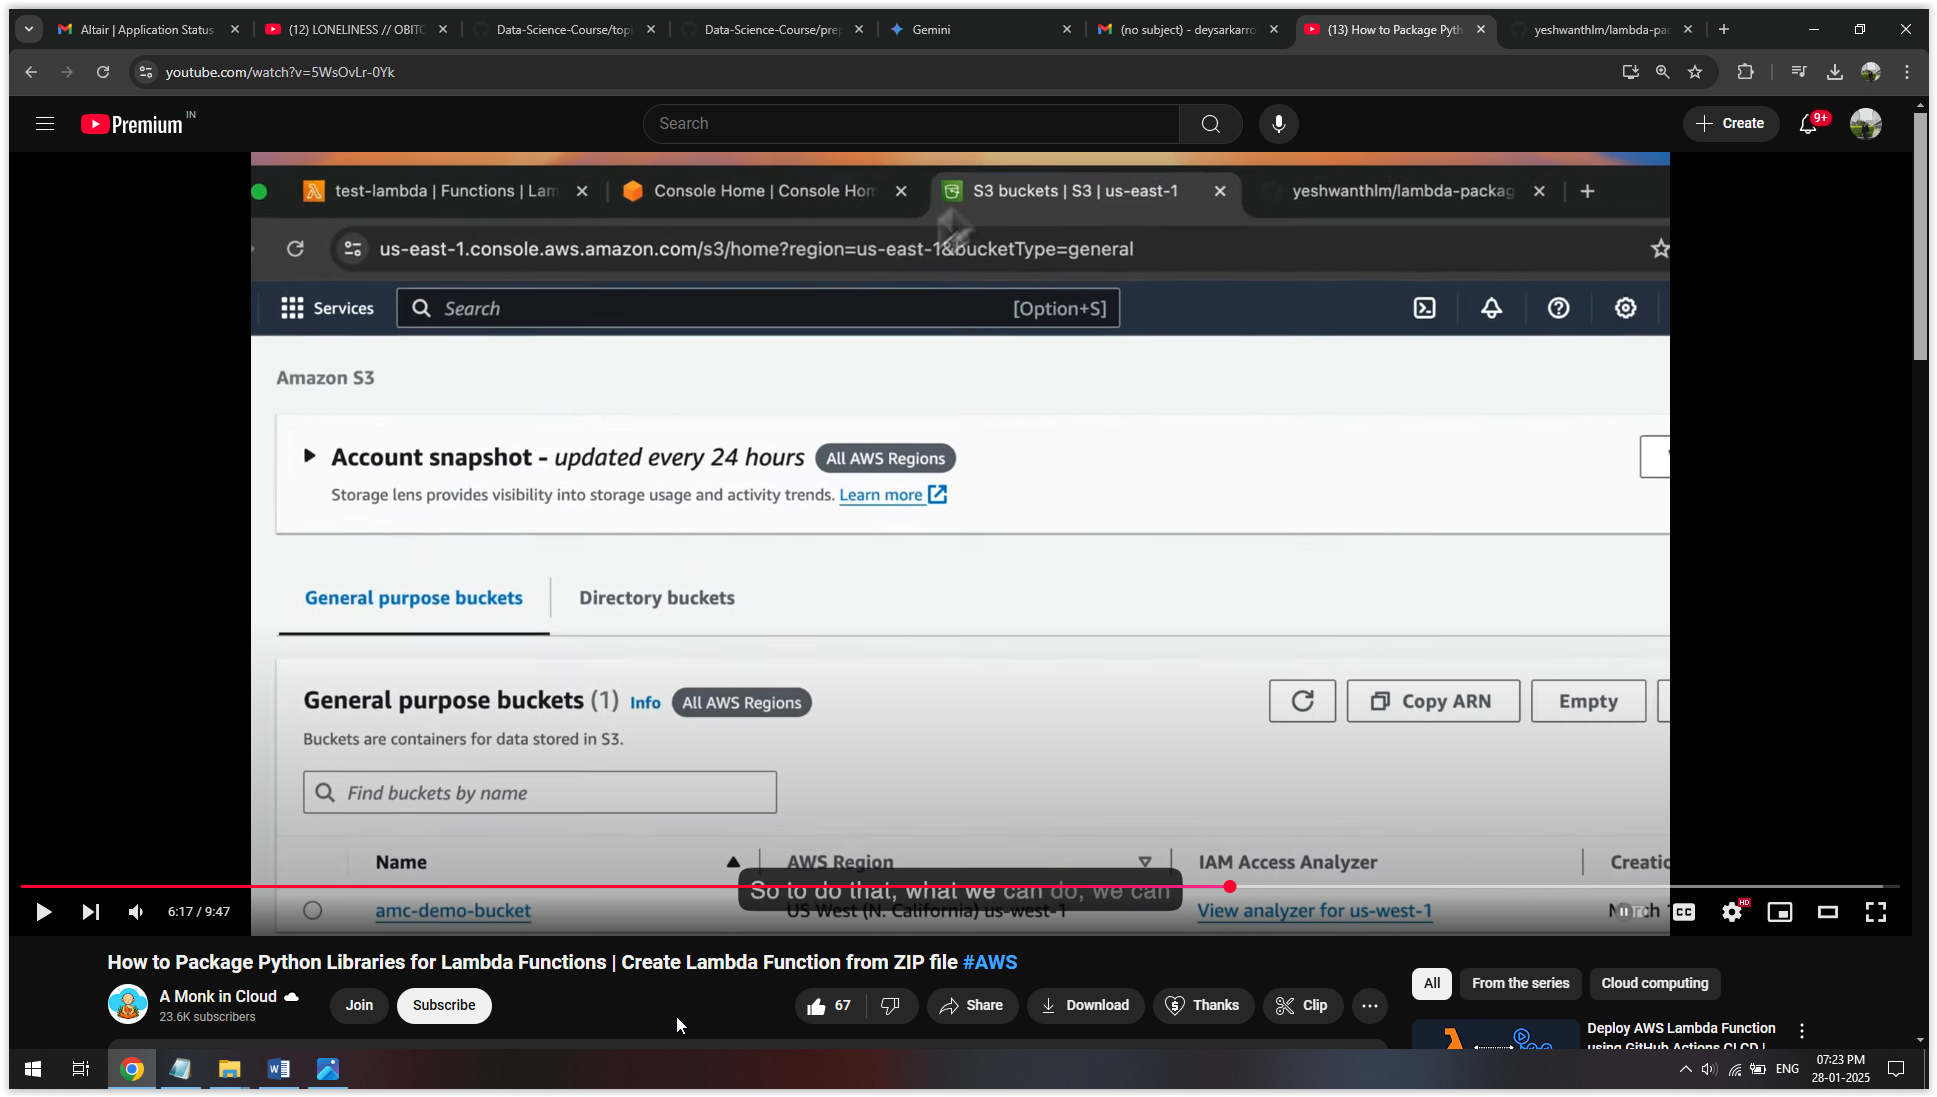 Altair | Application Status
(12) LONELINESS // OBITO
Data-Science-Course/topi
Data-Science-Course/prep
Gemini
(no subject) - deysarkarro
(13) How to Package Pyth
yeshwanthlm/lambda-pac
youtube.com/watch?v=5WsOvLr-0Yk
Premium IN
Search
Create
9+
test-lambda | Functions | Lam
Console Home | Console Hom
S3 buckets | S3 | us-east-1
yeshwanthlm/lambda-packag
us-east-1.console.aws.amazon.com/s3/home?region=us-east-1&bucketType=general
Services
Search
[Option+S]
Amazon S3
Account snapshot - updated every 24 hours
All AWS Regions
Storage lens provides visibility into storage usage and activity trends. Learn more
General purpose buckets
Directory buckets
General purpose buckets (1) Info
All AWS Regions
Copy ARN
Empty
Buckets are containers for data stored in S3.
Find buckets by name
Name
AWS Region
IAM Access Analyzer
Creatio
So to do that, what we can do, we can
amc-demo-bucket
US West (N. California) us-west-1
View analyzer for us-west-1
6:17 / 9:47
CC
HD
How to Package Python Libraries for Lambda Functions | Create Lambda Function from ZIP file #AWS
A Monk in Cloud
23.6K subscribers
Join
Subscribe
67
Share
Download
Thanks
Clip
All
From the series
Cloud computing
Deploy AWS Lambda Function
using GitHub Actions CI CD |
ENG
07:23 PM
28-01-2025